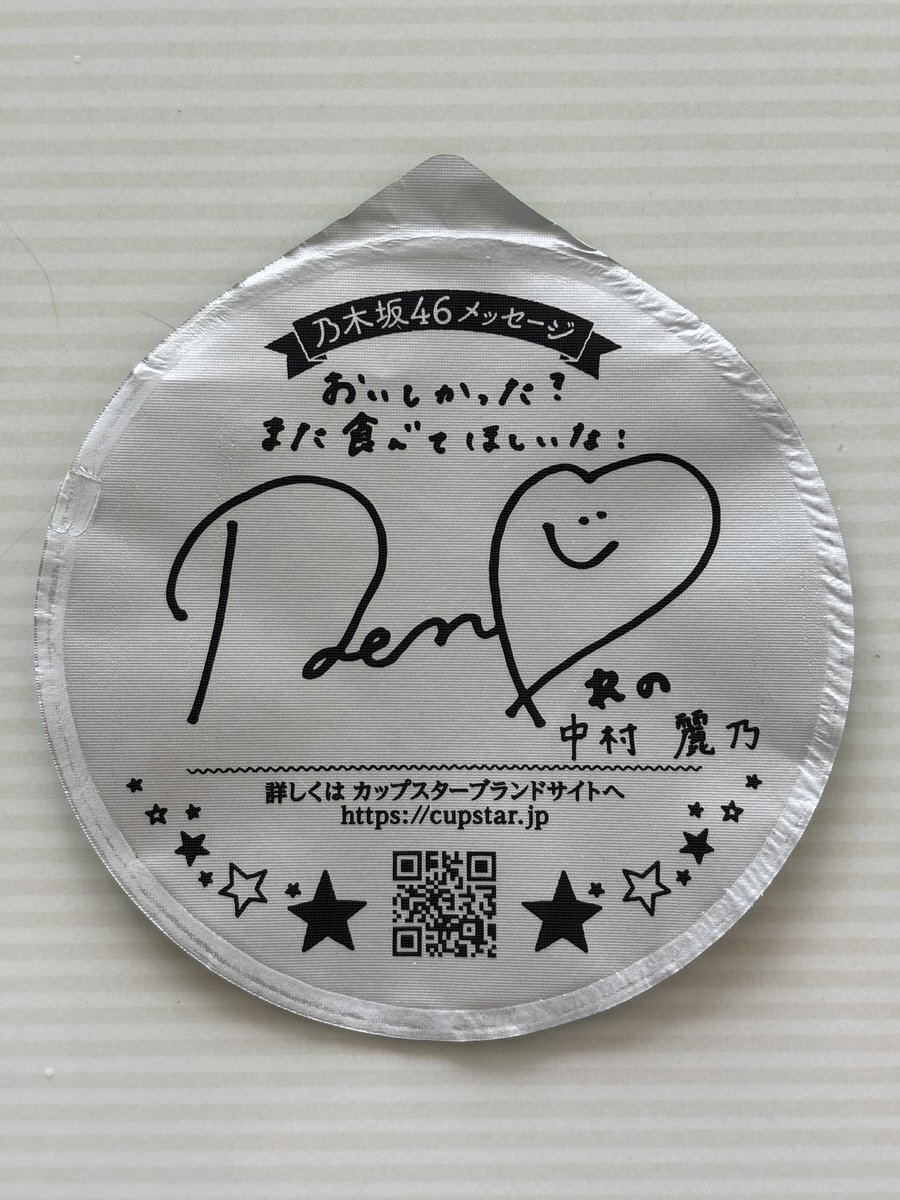 乃木坂46メッセージ
おいしかった?
また食べてほしいな!
れの
中村 麗乃
詳しくは カップスターブランドサイトへ
https://cupstar.jp